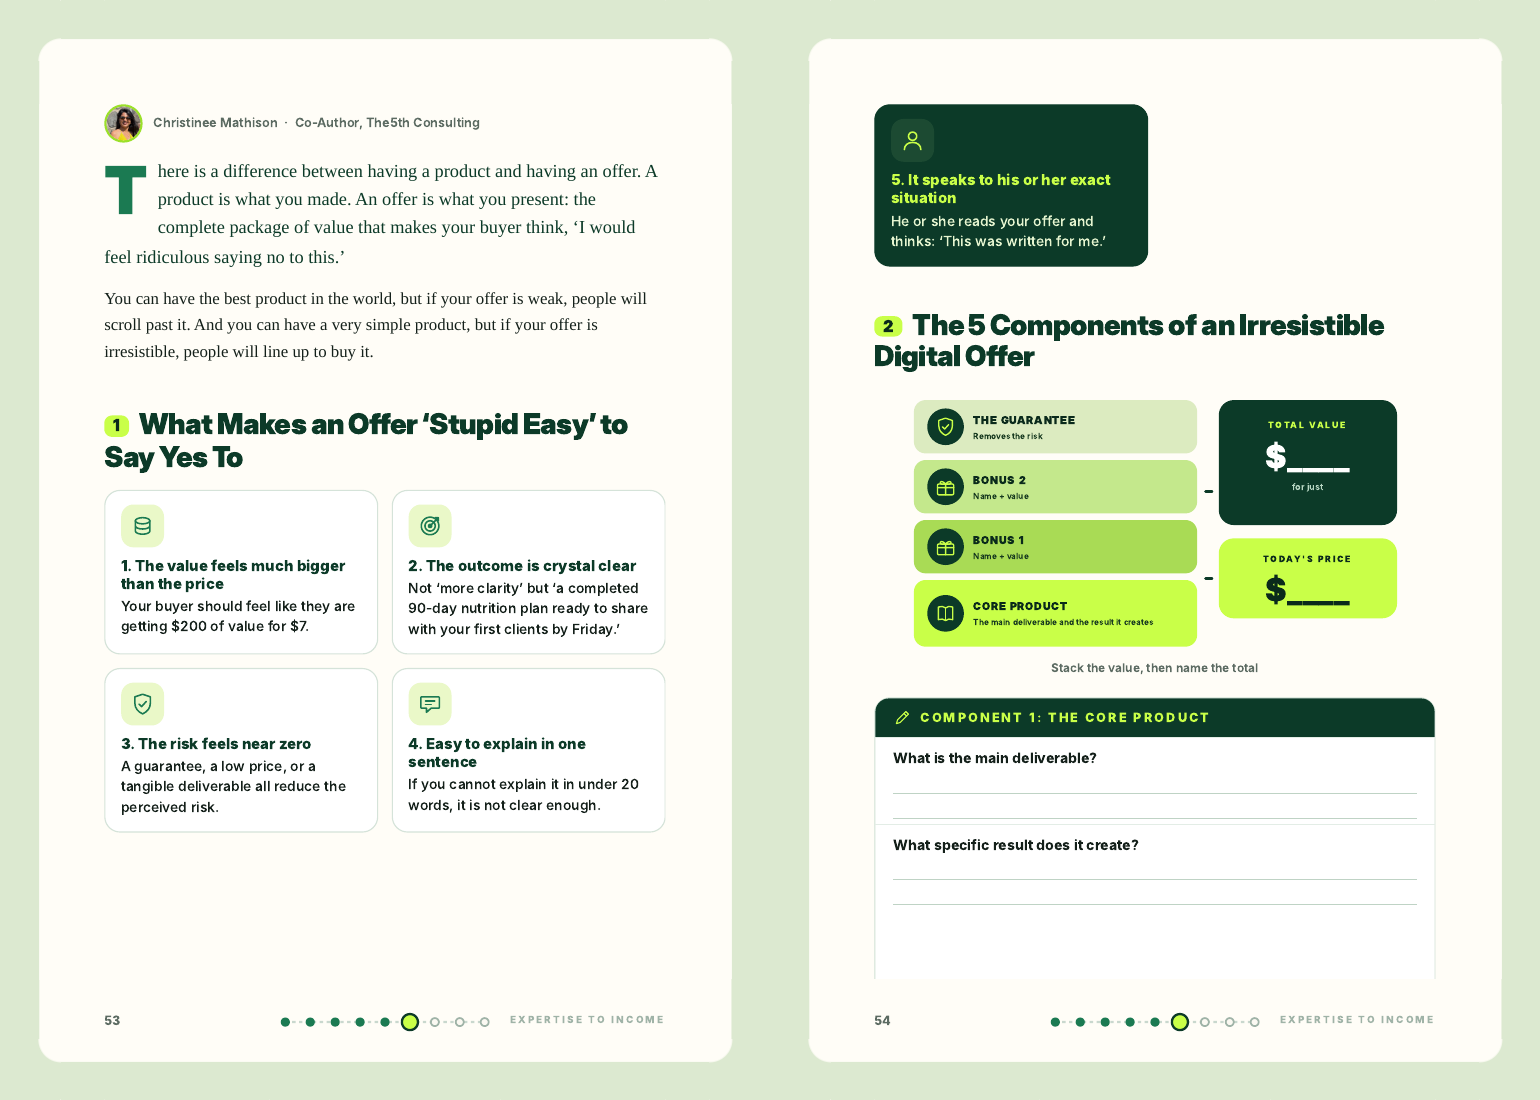 Christinee Mathison · Co-Author, The5th Consulting
There is a difference between having a product and having an offer. A
product is what you made. An offer is what you present: the
complete package of value that makes your buyer think, ‘I would
feel ridiculous saying no to this.’
You can have the best product in the world, but if your offer is weak, people will
scroll past it. And you can have a very simple product, but if your offer is
irresistible, people will line up to buy it.
1 What Makes an Offer ‘Stupid Easy’ to
Say Yes To
1. The value feels much bigger
than the price
Your buyer should feel like they are
getting $200 of value for $7.
2. The outcome is crystal clear
Not ‘more clarity’ but ‘a completed
90-day nutrition plan ready to share
with your first clients by Friday.’
3. The risk feels near zero
A guarantee, a low price, or a
tangible deliverable all reduce the
perceived risk.
4. Easy to explain in one
sentence
If you cannot explain it in under 20
words, it is not clear enough.
53
EXPERTISE TO INCOME
5. It speaks to his or her exact
situation
He or she reads your offer and
thinks: ‘This was written for me.’
2 The 5 Components of an Irresistible
Digital Offer
THE GUARANTEE
Removes the risk
BONUS 2
Name + value
BONUS 1
Name + value
CORE PRODUCT
The main deliverable and the result it creates
TOTAL VALUE
$____
for just
TODAY'S PRICE
$____
Stack the value, then name the total
COMPONENT 1: THE CORE PRODUCT
What is the main deliverable?
What specific result does it create?
54
EXPERTISE TO INCOME